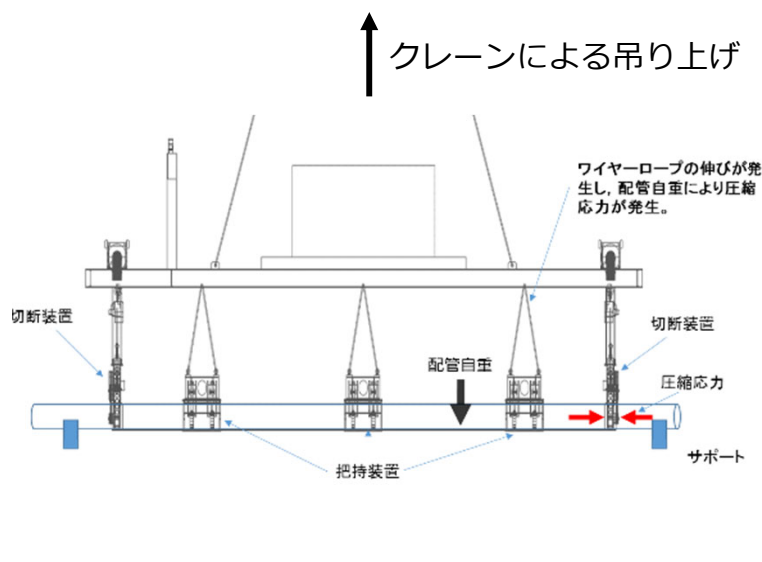 クレーンによる吊り上げ
ワイヤーロープの伸びが発
生し，配管自重により圧縮
応力が発生。
切断装置
切断装置
配管自重
圧縮応力
サポート
把持装置